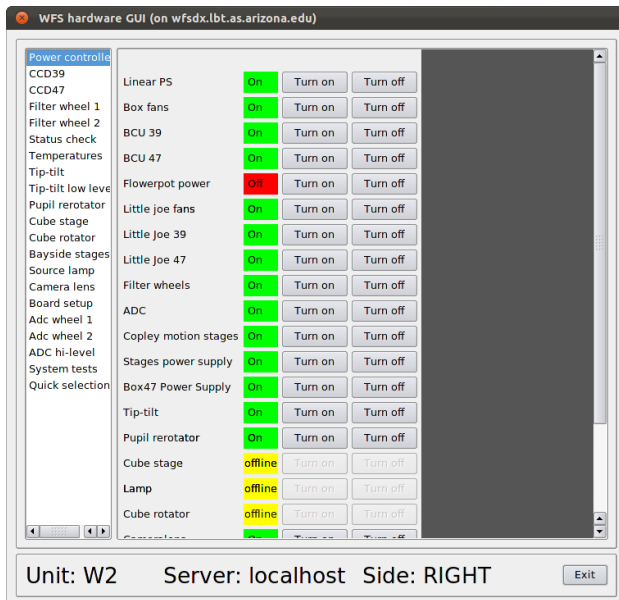 WFS hardware GUI (on wfsdx.lbt.as.arizona.edu)
Power controlle
CCD39
CCD47
Filter wheel 1
Filter wheel 2
Status check
Temperatures
Tip-tilt
Tip-tilt low leve
Pupil rerotator
Cube stage
Cube rotator
Bayside stages
Source lamp
Camera lens
Board setup
Adc wheel 1
Adc wheel 2
ADC hi-level
System tests
Quick selection
Linear PS On Turn on Turn off
Box fans On Turn on Turn off
BCU 39 On Turn on Turn off
BCU 47 On Turn on Turn off
Flowerpot power Off Turn on Turn off
Little joe fans On Turn on Turn off
Little Joe 39 On Turn on Turn off
Little Joe 47 On Turn on Turn off
Filter wheels On Turn on Turn off
ADC On Turn on Turn off
Copley motion stages On Turn on Turn off
Stages power supply On Turn on Turn off
Box47 Power Supply On Turn on Turn off
Tip-tilt On Turn on Turn off
Pupil rerotator On Turn on Turn off
Cube stage offline Turn on Turn off
Lamp offline Turn on Turn off
Cube rotator offline Turn on Turn off
Camera lens On Turn on Turn off
Unit: W2 Server: localhost Side: RIGHT Exit